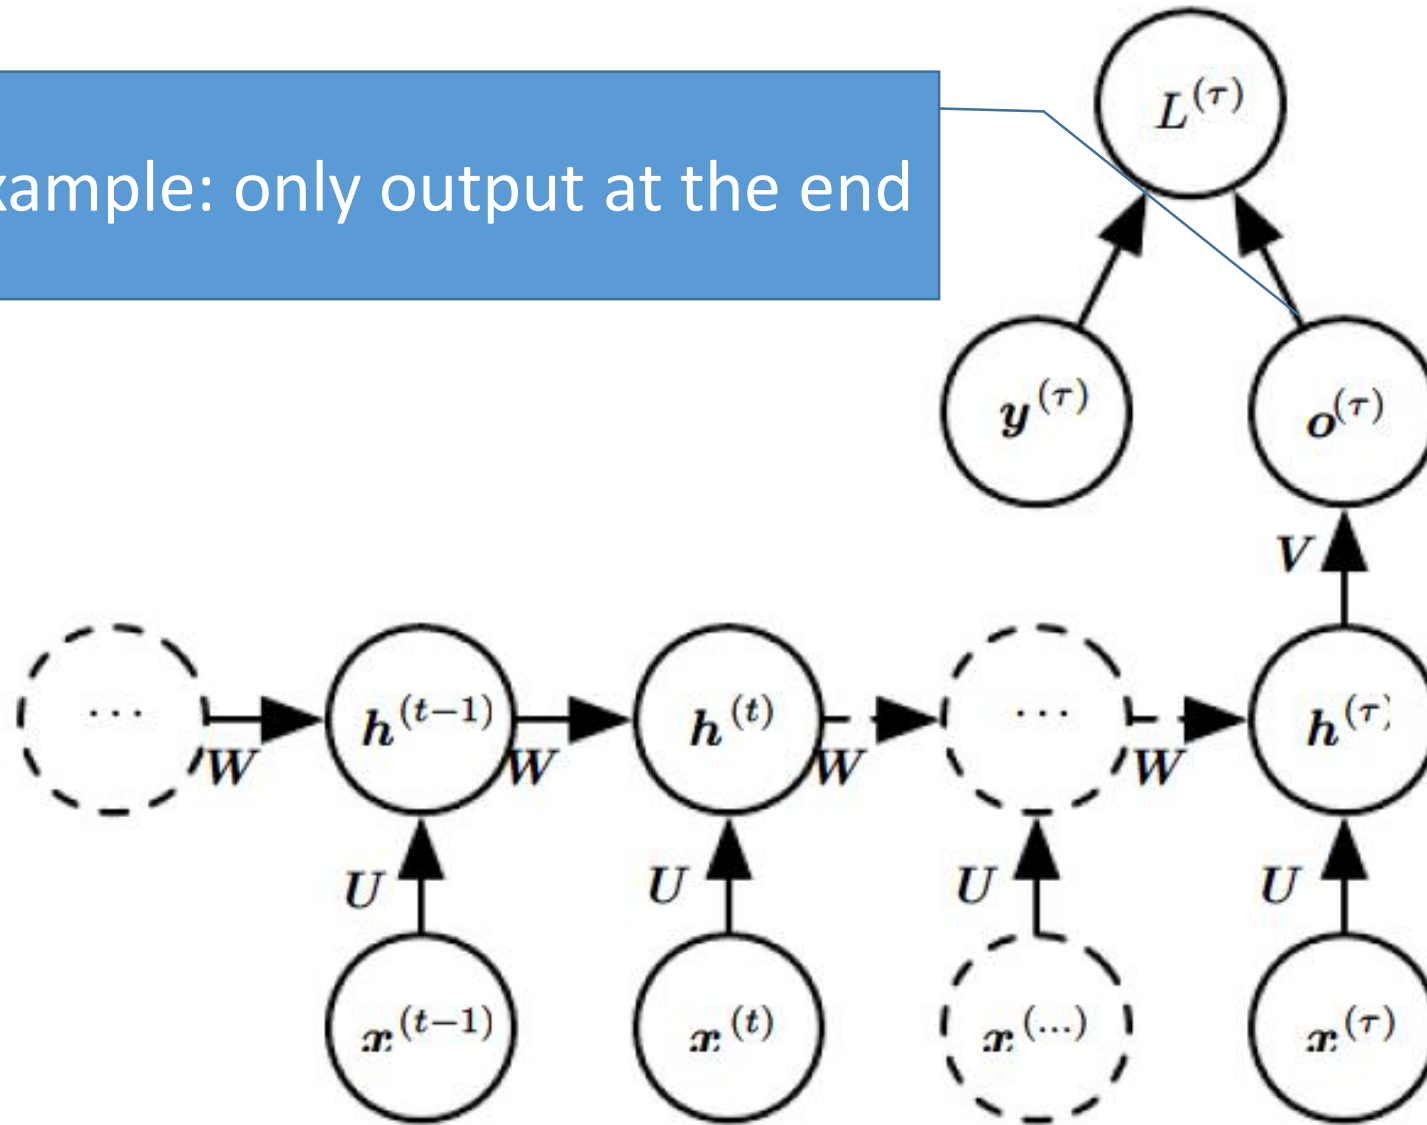 L^(τ)
xample: only output at the end
y^(τ) o^(τ)
V
... h^(t−1) h^(t) ... h^(τ)
W W W W
U U U U
x^(t−1) x^(t) x^(...) x^(τ)